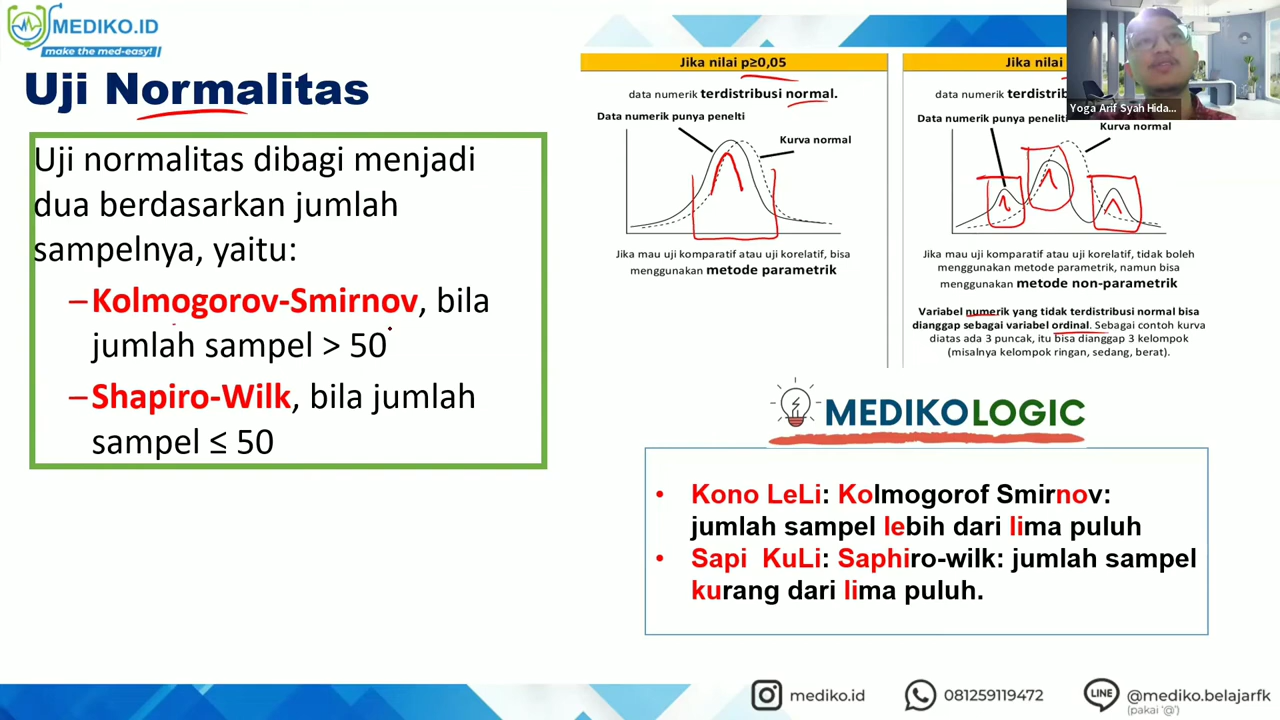 MEDIKO.ID
make the med-easy!
Uji Normalitas
Uji normalitas dibagi menjadi
dua berdasarkan jumlah
sampelnya, yaitu:
–Kolmogorov-Smirnov, bila
jumlah sampel > 50
–Shapiro-Wilk, bila jumlah
sampel ≤ 50
Jika nilai p≥0,05
data numerik terdistribusi normal.
Data numerik punya penelti
Kurva normal
Jika mau uji komparatif atau uji korelatif, bisa
menggunakan metode parametrik
Jika nilai
data numerik
Data numerik punya peneliti
Kurva normal
Jika mau uji komparatif atau uji korelatif, tidak boleh
menggunakan metode parametrik, namun bisa
menggunakan metode non-parametrik
Variabel numerik yang tidak terdistribusi normal bisa
dianggap sebagai variabel ordinal. Sebagai contoh kurva
diatas ada 3 puncak, itu bisa dianggap 3 kelompok
(misalnya kelompok ringan, sedang, berat).
Yoga Arif Syah Hida...
MEDIKOLOGIC
• Kono LeLi: Kolmogorof Smirnov:
jumlah sampel lebih dari lima puluh
• Sapi KuLi: Saphiro-wilk: jumlah sampel
kurang dari lima puluh.
mediko.id
081259119472
LINE
@mediko.belajarfk
(pakai '@')